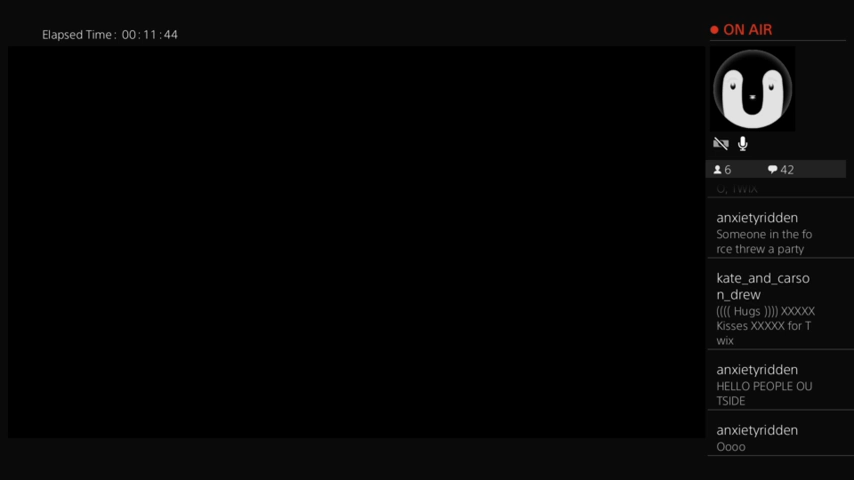 Elapsed Time: 00:11:44
ON AIR
6 42
O, TWIX
anxietyridden
Someone in the fo
rce threw a party
kate_and_carso
n_drew
(((( Hugs )))) XXXXX
Kisses XXXXX for T
wix
anxietyridden
HELLO PEOPLE OU
TSIDE
anxietyridden
Oooo